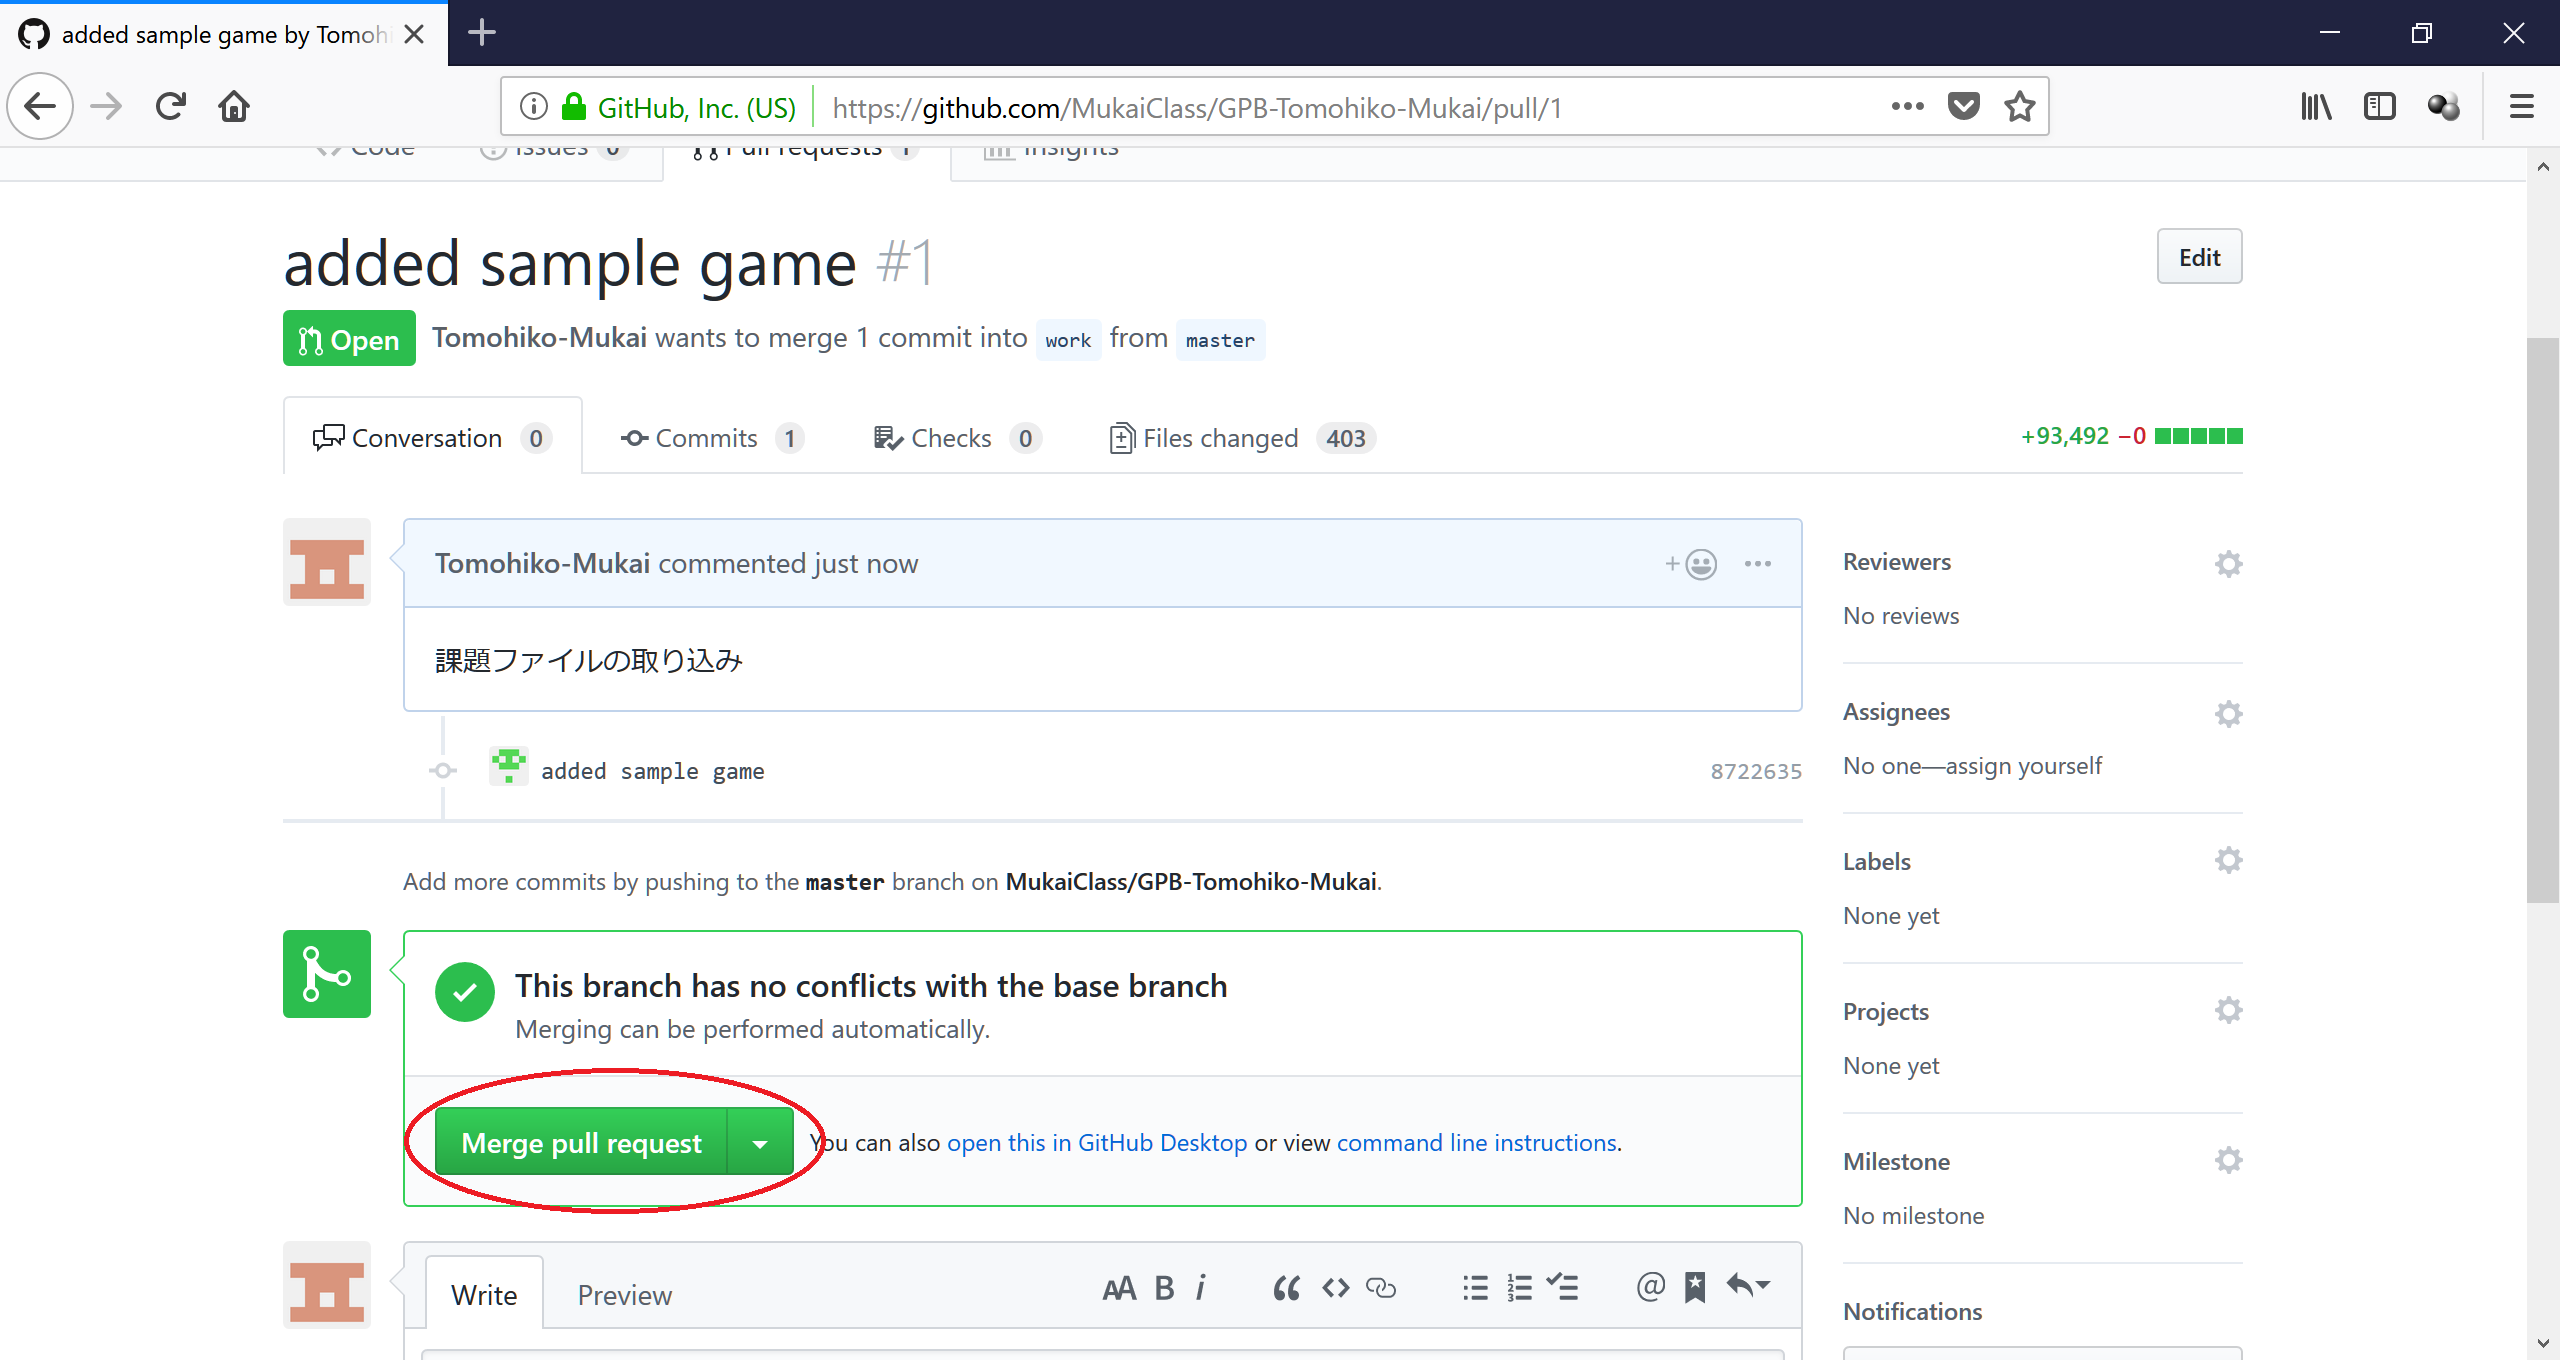 added sample game by Tomohi
GitHub, Inc. (US)
https://github.com/MukaiClass/GPB-Tomohiko-Mukai/pull/1
Code
Issues 0
Pull requests 1
Insights
added sample game #1
Edit
Open
Tomohiko-Mukai wants to merge 1 commit into work from master
Conversation 0
Commits 1
Checks 0
Files changed 403
+93,492 −0
Tomohiko-Mukai commented just now
課題ファイルの取り込み
added sample game
8722635
Add more commits by pushing to the master branch on MukaiClass/GPB-Tomohiko-Mukai.
This branch has no conflicts with the base branch
Merging can be performed automatically.
Merge pull request
You can also open this in GitHub Desktop or view command line instructions.
Write
Preview
Reviewers
No reviews
Assignees
No one—assign yourself
Labels
None yet
Projects
None yet
Milestone
No milestone
Notifications